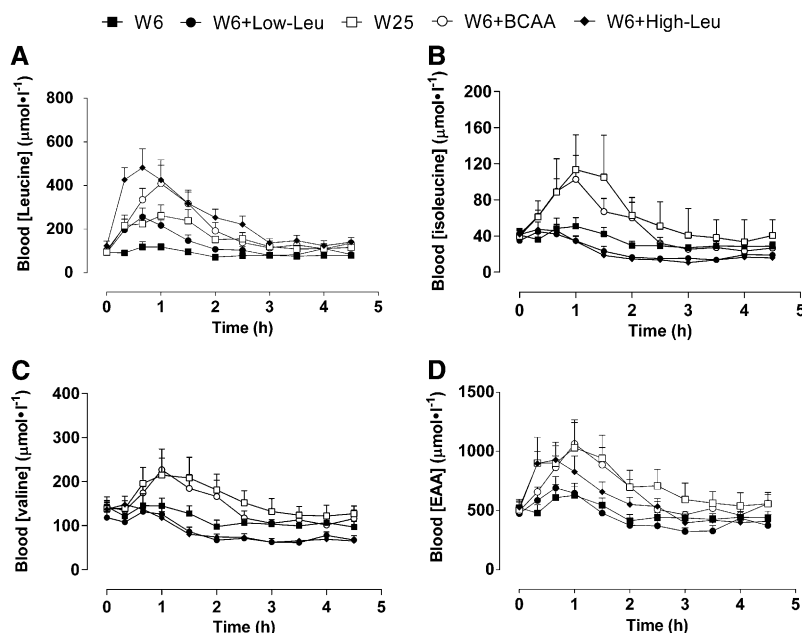 W6 W6+Low-Leu W25 W6+BCAA W6+High-Leu
A
Blood [Leucine] (μmol•l⁻¹)
800
600
400
200
0
0 1 2 3 4 5
Time (h)
B
Blood [isoleucine] (μmol•l⁻¹)
200
160
120
80
40
0
0 1 2 3 4 5
Time (h)
C
Blood [valine] (μmol•l⁻¹)
400
300
200
100
0
0 1 2 3 4 5
Time (h)
D
Blood [EAA] (μmol•l⁻¹)
1500
1000
500
0
0 1 2 3 4 5
Time (h)